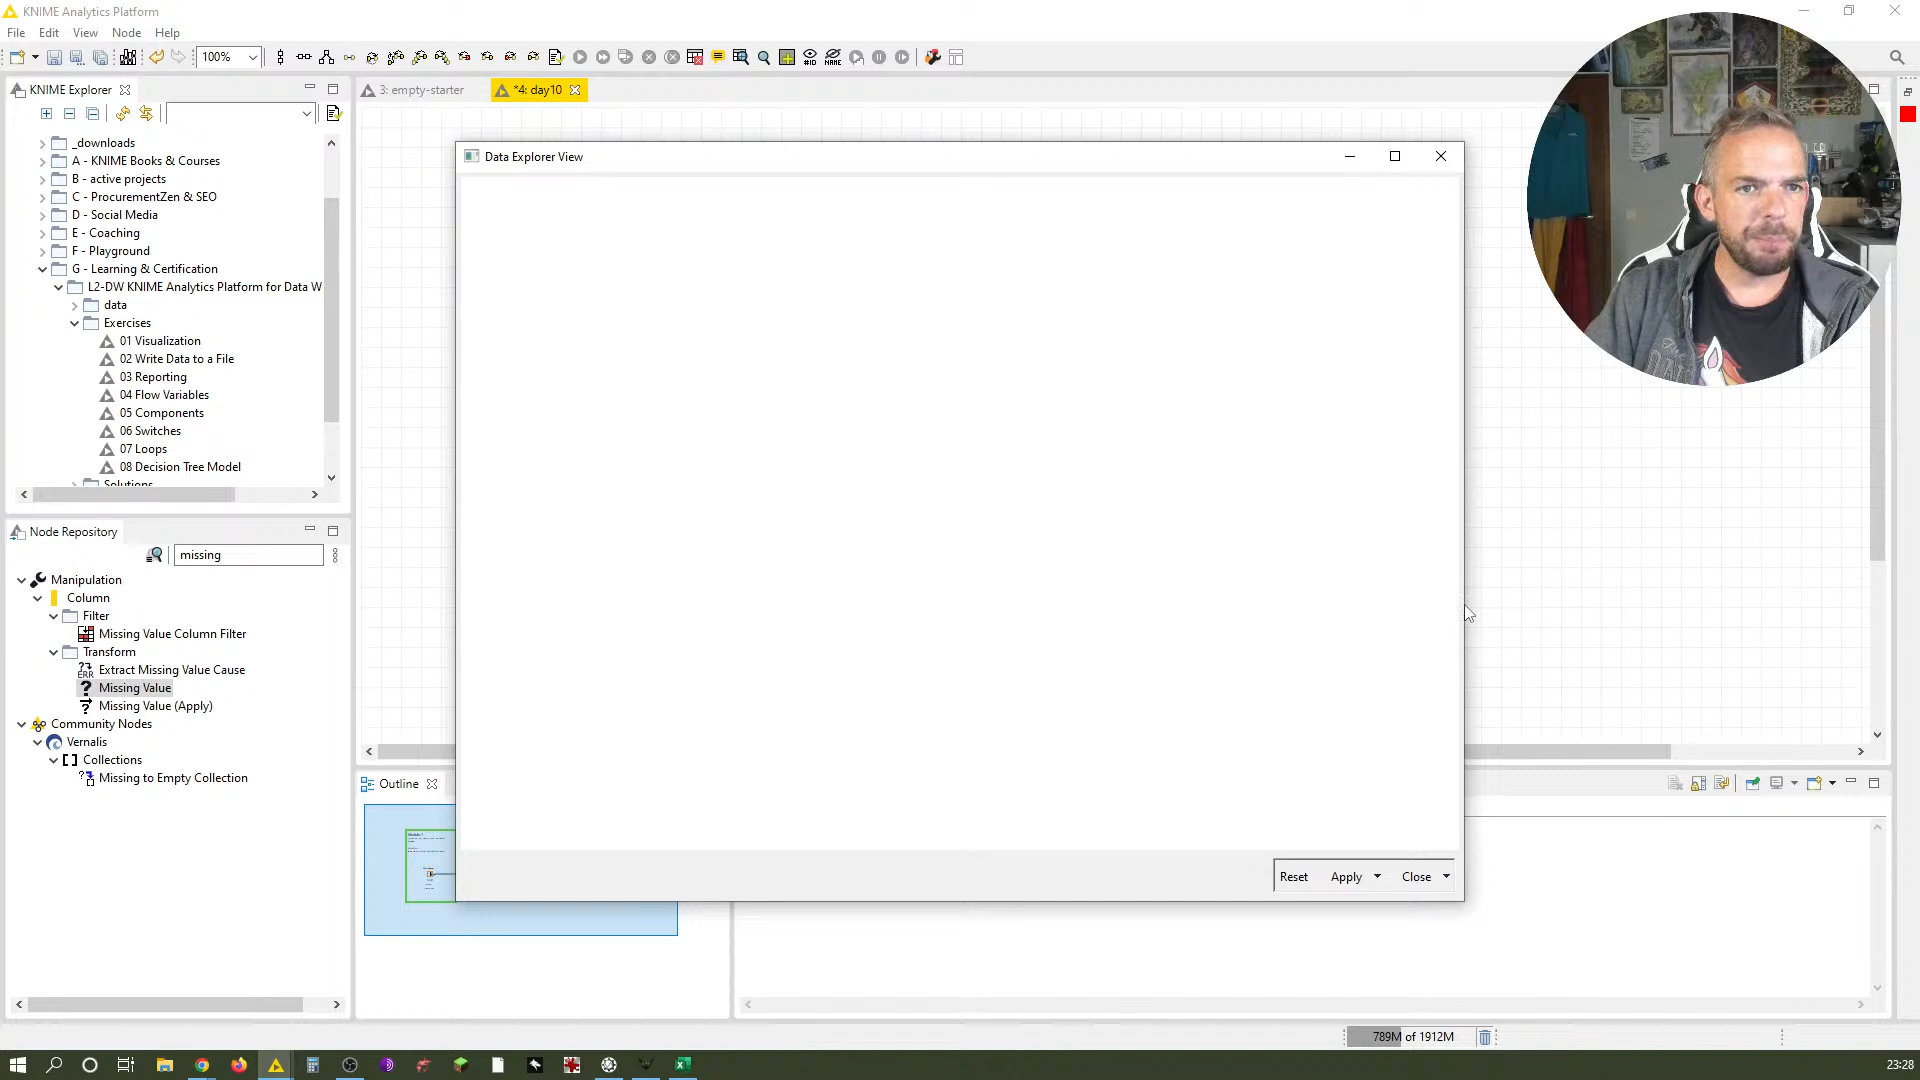 KNIME Analytics Platform
File Edit View Node Help
100%
KNIME Explorer
3: empty-starter
*4: day10
_downloads
A - KNIME Books & Courses
B - active projects
C - ProcurementZen & SEO
D - Social Media
E - Coaching
F - Playground
G - Learning & Certification
L2-DW KNIME Analytics Platform for Data W
data
Exercises
01 Visualization
02 Write Data to a File
03 Reporting
04 Flow Variables
05 Components
06 Switches
07 Loops
08 Decision Tree Model
Solutions
Data Explorer View
Reset Apply Close
Node Repository
missing
Manipulation
Column
Filter
Missing Value Column Filter
Transform
Extract Missing Value Cause
Missing Value
Missing Value (Apply)
Community Nodes
Vernalis
Collections
Missing to Empty Collection
Outline
789M of 1912M
23:28